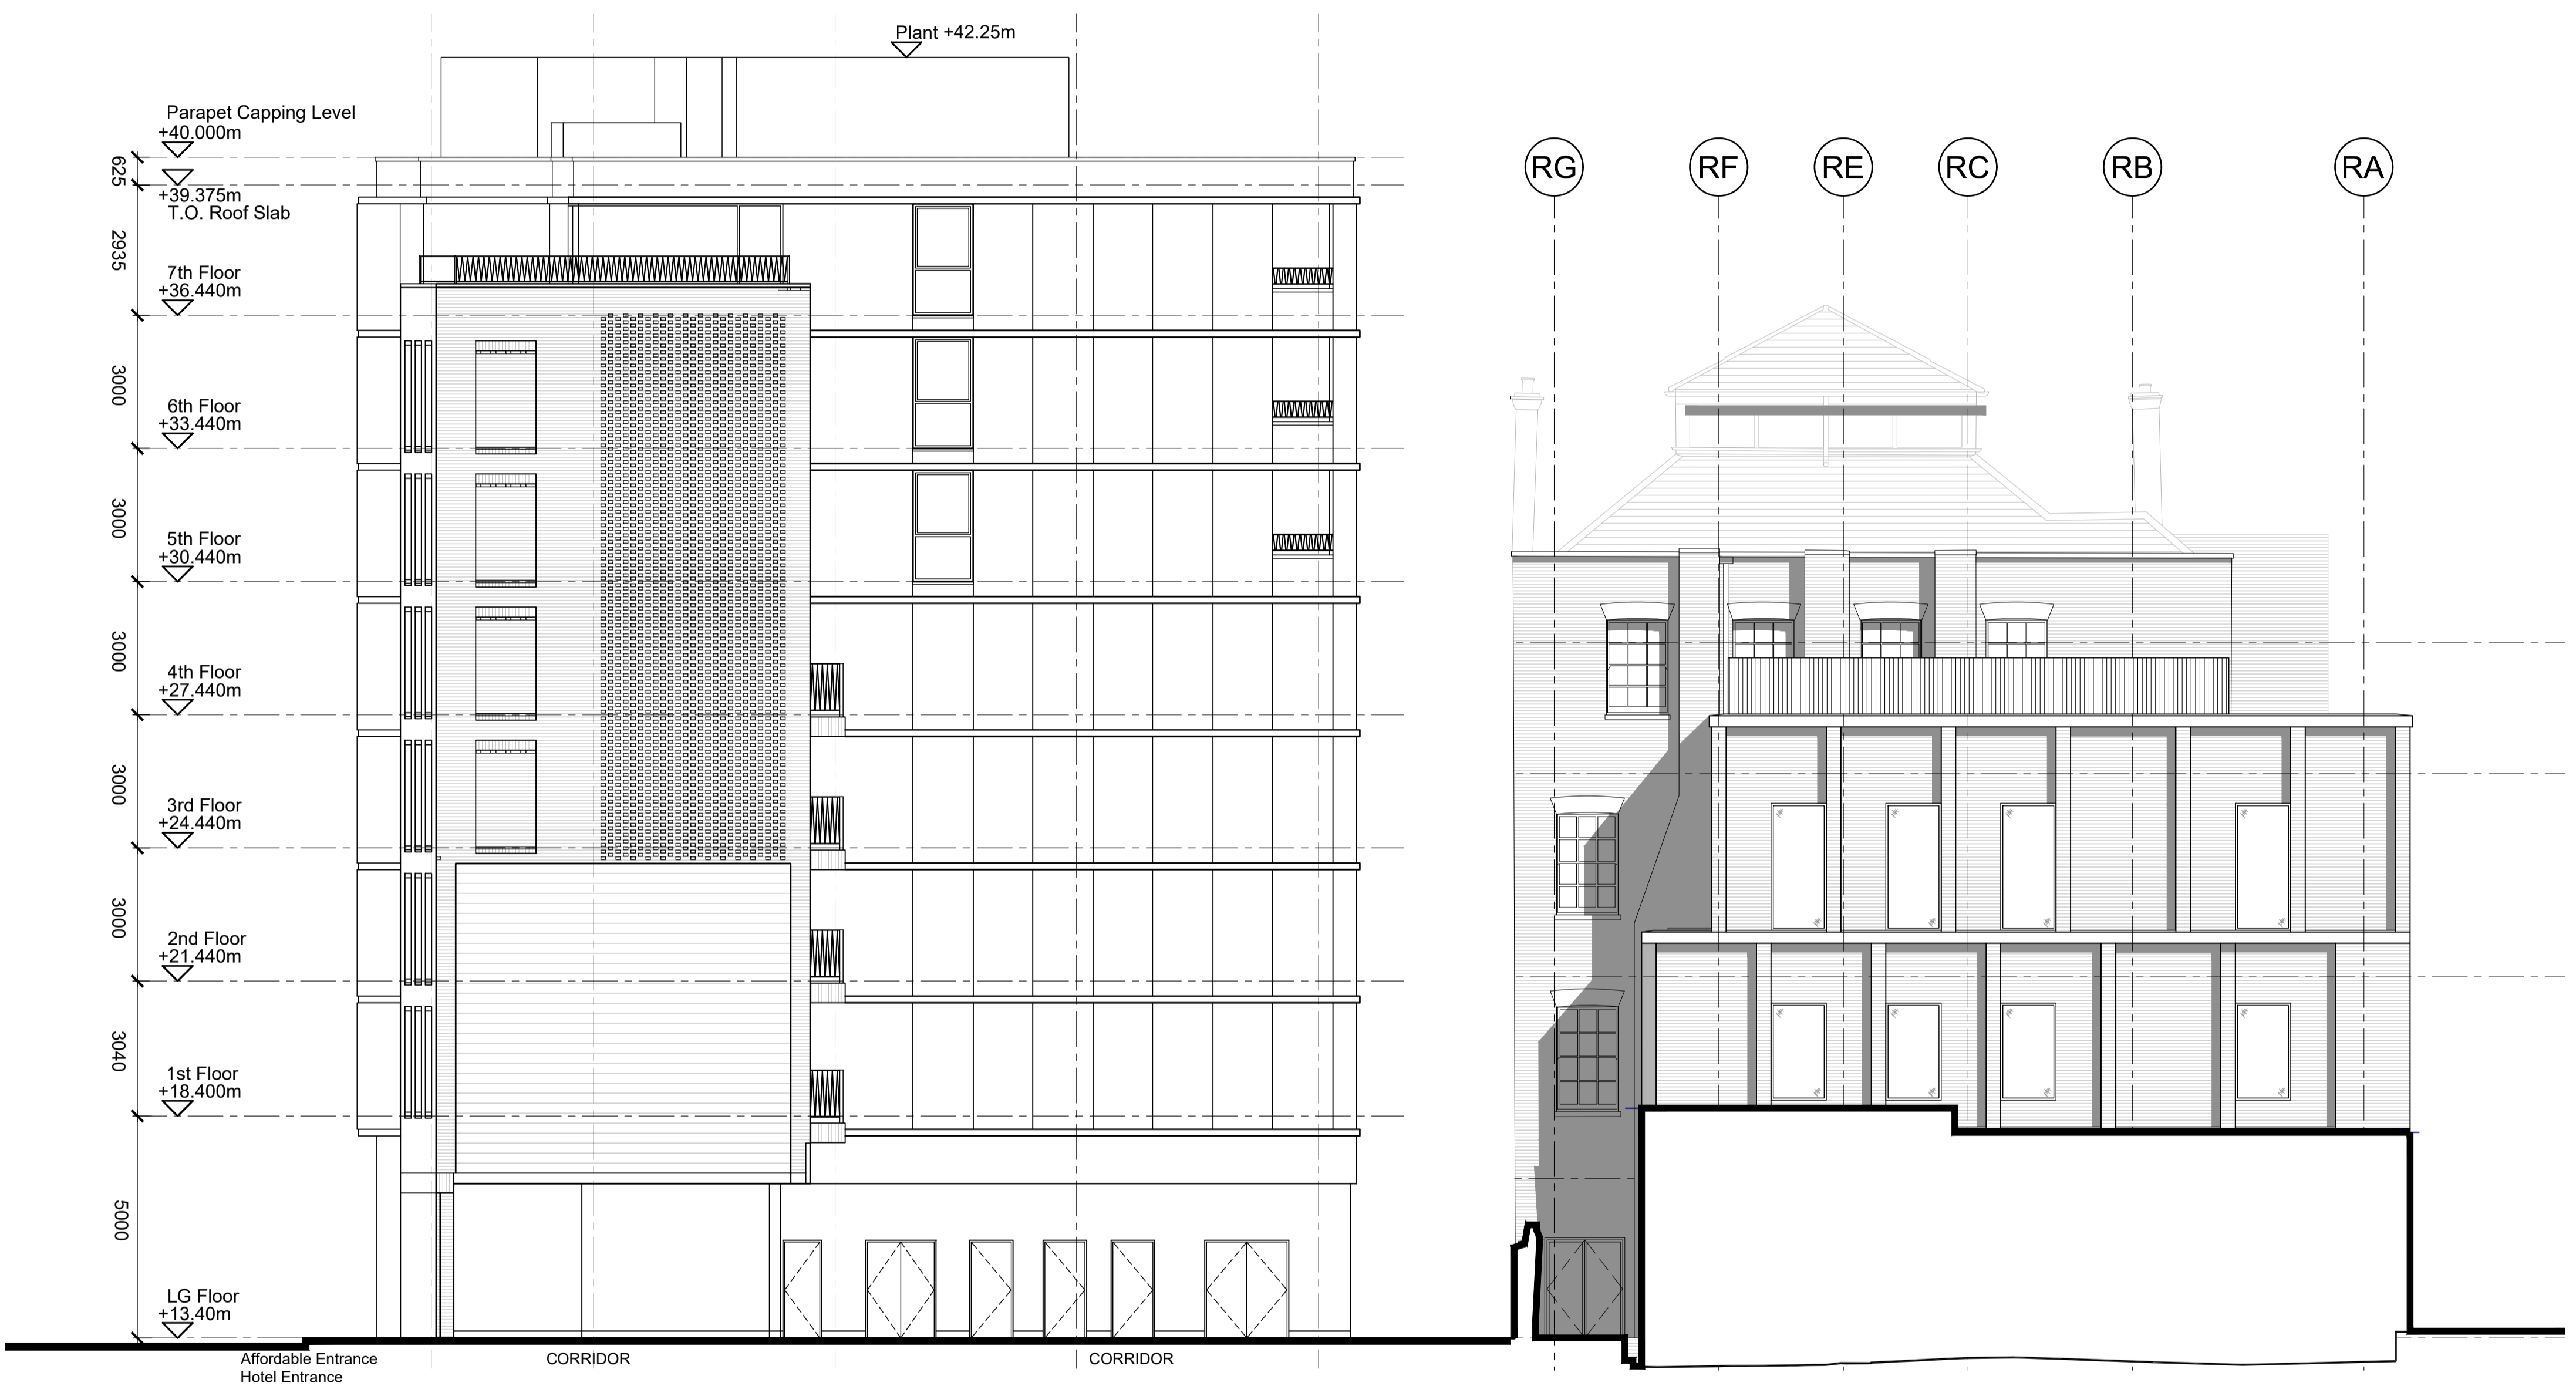 Plant +42.25m
Parapet Capping Level
+40.000m
625
+39.375m
T.O. Roof Slab
2935
7th Floor
+36.440m
3000
6th Floor
+33.440m
3000
5th Floor
+30.440m
3000
4th Floor
+27.440m
3000
3rd Floor
+24.440m
3000
2nd Floor
+21.440m
3040
1st Floor
+18.400m
5000
LG Floor
+13.40m
Affordable Entrance
Hotel Entrance
CORRIDOR
CORRIDOR
RG
RF
RE
RC
RB
RA